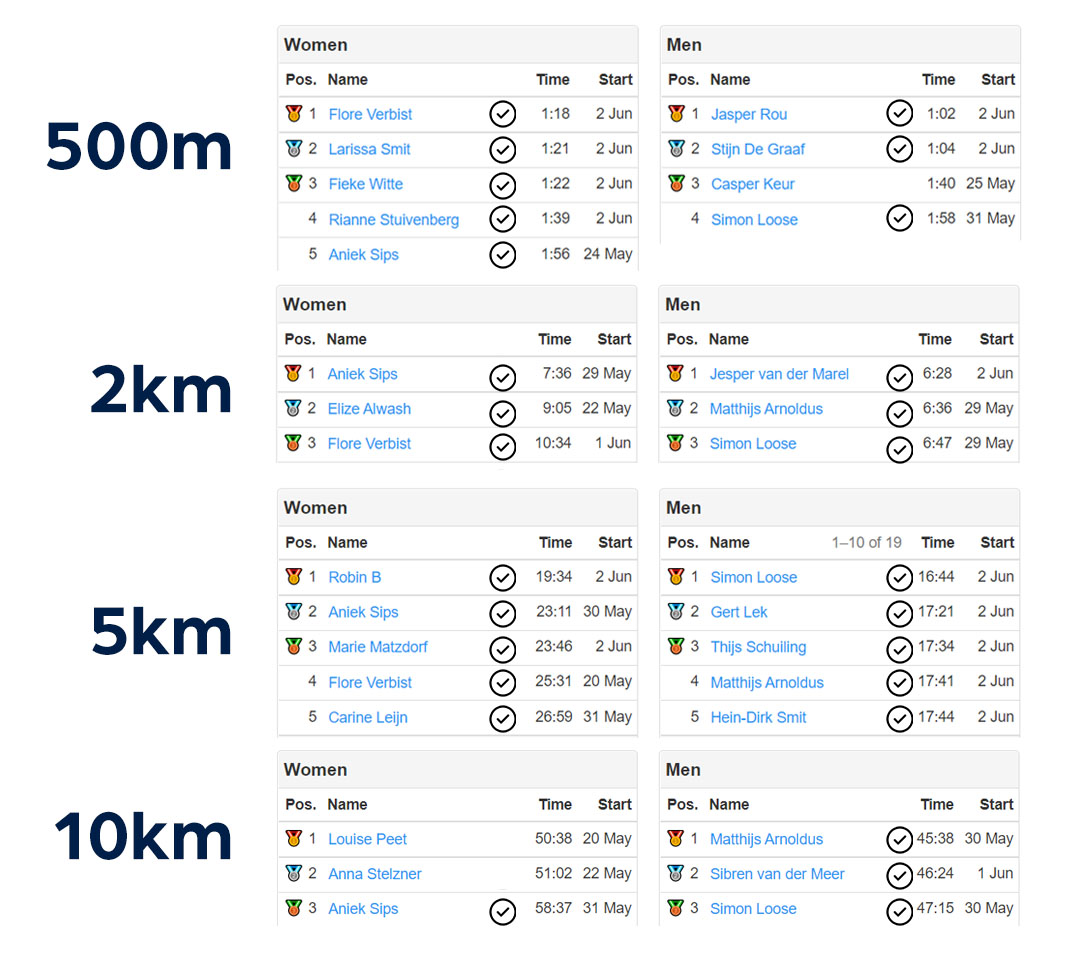 500m
Women
Pos. Name Time Start
1 Flore Verbist 1:18 2 Jun
2 Larissa Smit 1:21 2 Jun
3 Fieke Witte 1:22 2 Jun
4 Rianne Stuivenberg 1:39 2 Jun
5 Aniek Sips 1:56 24 May
Men
Pos. Name Time Start
1 Jasper Rou 1:02 2 Jun
2 Stijn De Graaf 1:04 2 Jun
3 Casper Keur 1:40 25 May
4 Simon Loose 1:58 31 May
2km
Women
Pos. Name Time Start
1 Aniek Sips 7:36 29 May
2 Elize Alwash 9:05 22 May
3 Flore Verbist 10:34 1 Jun
Men
Pos. Name Time Start
1 Jesper van der Marel 6:28 2 Jun
2 Matthijs Arnoldus 6:36 29 May
3 Simon Loose 6:47 29 May
5km
Women
Pos. Name Time Start
1 Robin B 19:34 2 Jun
2 Aniek Sips 23:11 30 May
3 Marie Matzdorf 23:46 2 Jun
4 Flore Verbist 25:31 20 May
5 Carine Leijn 26:59 31 May
Men
Pos. Name 1–10 of 19 Time Start
1 Simon Loose 16:44 2 Jun
2 Gert Lek 17:21 2 Jun
3 Thijs Schuiling 17:34 2 Jun
4 Matthijs Arnoldus 17:41 2 Jun
5 Hein-Dirk Smit 17:44 2 Jun
10km
Women
Pos. Name Time Start
1 Louise Peet 50:38 20 May
2 Anna Stelzner 51:02 22 May
3 Aniek Sips 58:37 31 May
Men
Pos. Name Time Start
1 Matthijs Arnoldus 45:38 30 May
2 Sibren van der Meer 46:24 1 Jun
3 Simon Loose 47:15 30 May